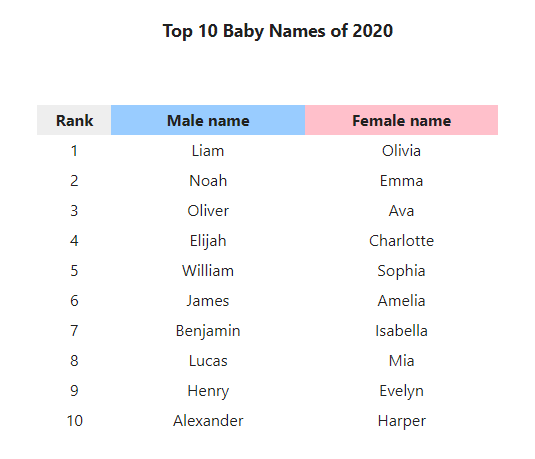 Top 10 Baby Names of 2020
Rank Male name Female name
1 Liam Olivia
2 Noah Emma
3 Oliver Ava
4 Elijah Charlotte
5 William Sophia
6 James Amelia
7 Benjamin Isabella
8 Lucas Mia
9 Henry Evelyn
10 Alexander Harper